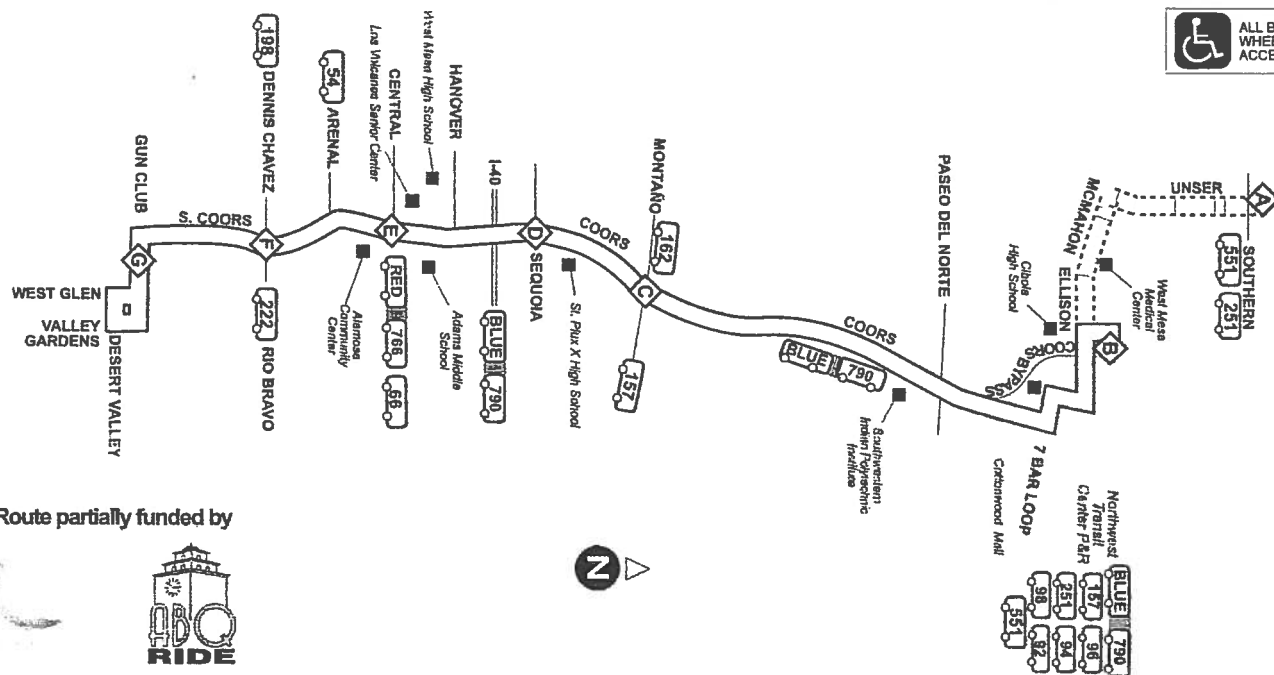 ALL B
WHEE
ACCE
A
SOUTHERN
551
251
UNSER
MCMAHON
West Mesa
Medical
Center
ELLISON
Cibola
High School
B
COORS BYPASS
7 BAR LOOP
Cottonwood Mall
Northwest
Transit
Center P&R
BLUE
790
157
96
251
94
98
92
551
PASEO DEL NORTE
COORS
BLUE
790
Southwestern
Indian Polytechnic
Institute
MONTAÑO
162
C
157
COORS
St. Piux X High School
D
SEQUOIA
I-40
BLUE
790
HANOVER
West Mesa High School
Adams Middle
School
CENTRAL
Los Volcanes Senior Center
E
RED
766
66
Alamosa
Community
Center
54
ARENAL
198
DENNIS CHAVEZ
F
222
RIO BRAVO
S. COORS
GUN CLUB
G
WEST GLEN
VALLEY
GARDENS
DESERT VALLEY
N
Route partially funded by
ABQ
RIDE